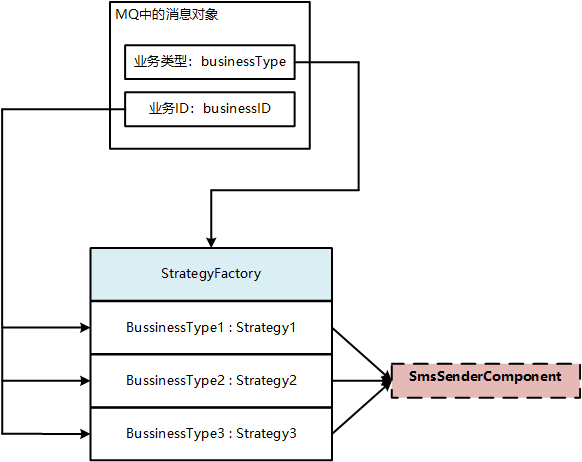 MQ中的消息对象
业务类型：businessType
业务ID：businessID
StrategyFactory
BussinessType1 : Strategy1
BussinessType2 : Strategy2
BussinessType3 : Strategy3
SmsSenderComponent